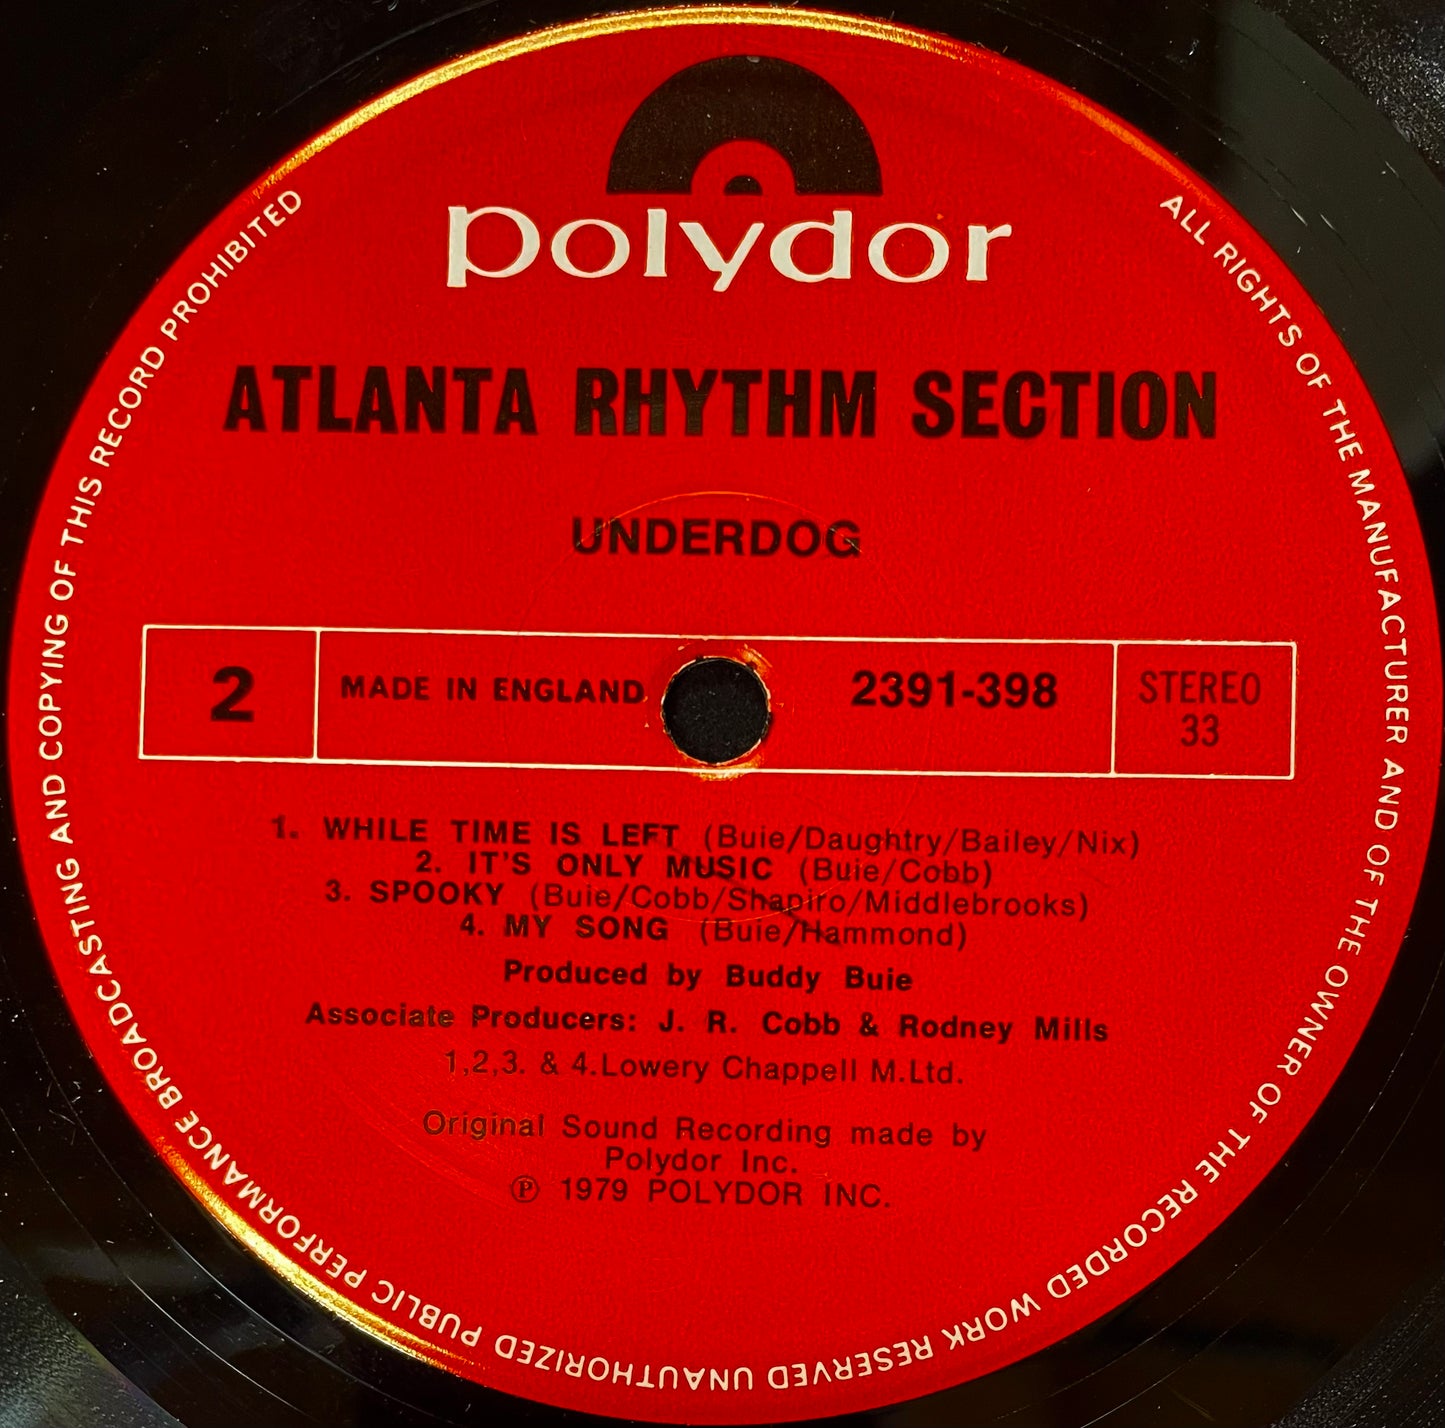 polydor
ATLANTA RHYTHM SECTION
UNDERDOG
2
MADE IN ENGLAND
2391-398
STEREO
33
1. WHILE TIME IS LEFT (Buie/Daughtry/Bailey/Nix)
2. IT'S ONLY MUSIC (Buie/Cobb)
3. SPOOKY (Buie/Cobb/Shapiro/Middlebrooks)
4. MY SONG (Buie/Hammond)
Produced by Buddy Buie
Associate Producers: J. R. Cobb & Rodney Mills
1,2,3. & 4.Lowery Chappell M.Ltd.
Original Sound Recording made by
Polydor Inc.
℗ 1979 POLYDOR INC.
ALL RIGHTS OF THE MANUFACTURER AND OF THE OWNER OF THE RECORDED WORK RESERVED UNAUTHORIZED PUBLIC PERFORMANCE BROADCASTING AND COPYING OF THIS RECORD PROHIBITED